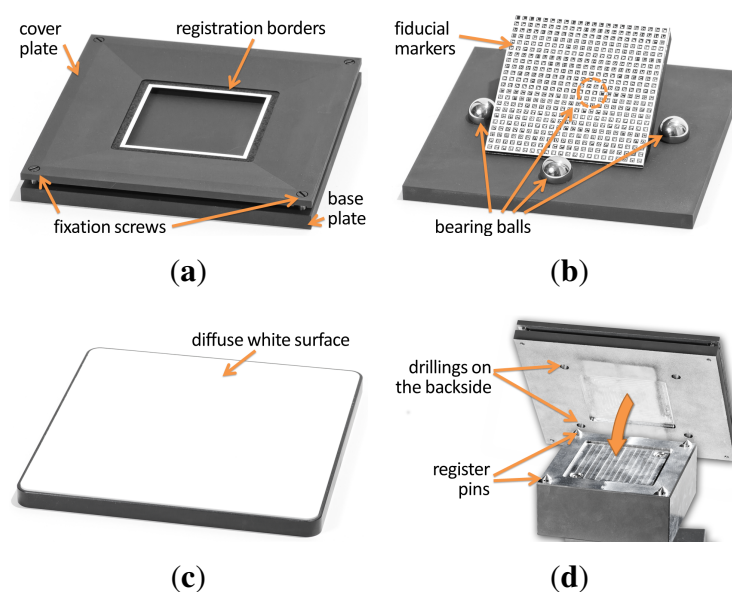 cover
plate
registration borders
fixation screws
base
plate
(a)
fiducial
markers
bearing balls
(b)
diffuse white surface
(c)
drillings on
the backside
register
pins
(d)